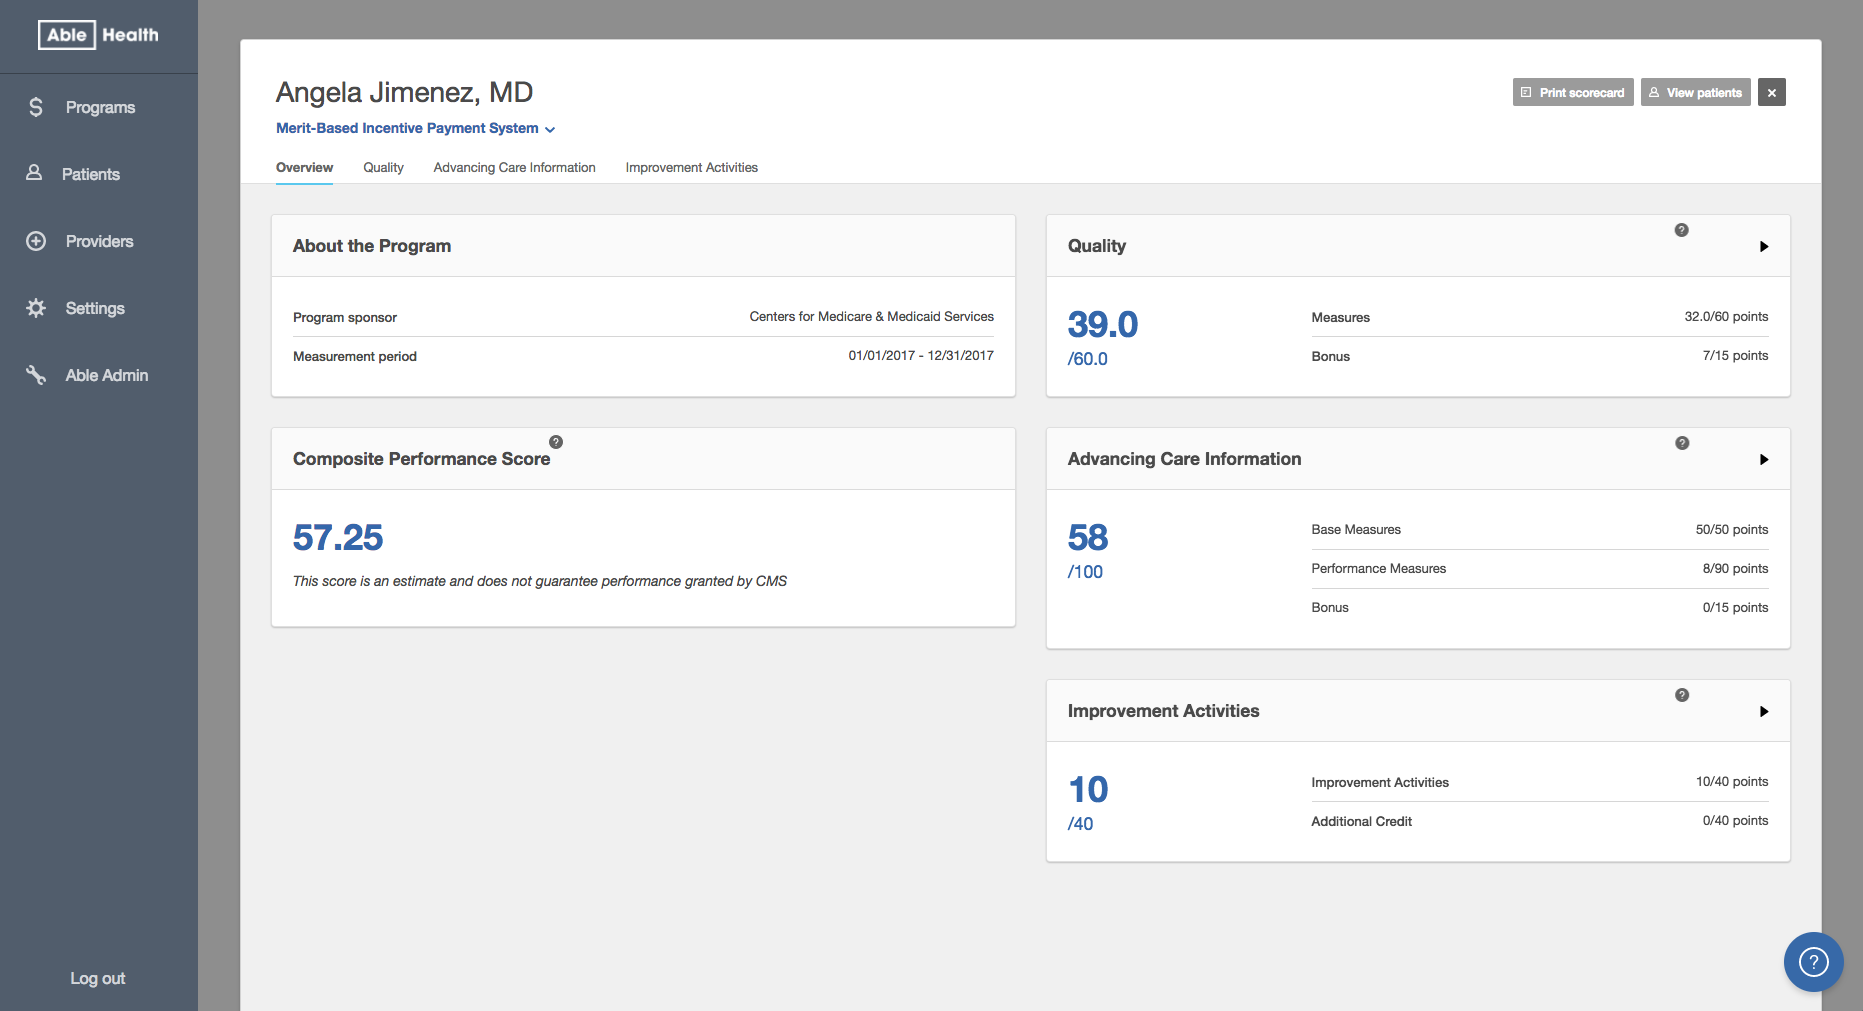 Able Health
Programs
Patients
Providers
Settings
Able Admin
Log out
Angela Jimenez, MD
Print scorecard
View patients
×
Merit-Based Incentive Payment System
Overview Quality Advancing Care Information Improvement Activities
About the Program
Program sponsor Centers for Medicare & Medicaid Services
Measurement period 01/01/2017 - 12/31/2017
Composite Performance Score ?
57.25
This score is an estimate and does not guarantee performance granted by CMS
Quality ?
39.0
/60.0
Measures 32.0/60 points
Bonus 7/15 points
Advancing Care Information ?
58
/100
Base Measures 50/50 points
Performance Measures 8/90 points
Bonus 0/15 points
Improvement Activities ?
10
/40
Improvement Activities 10/40 points
Additional Credit 0/40 points
?